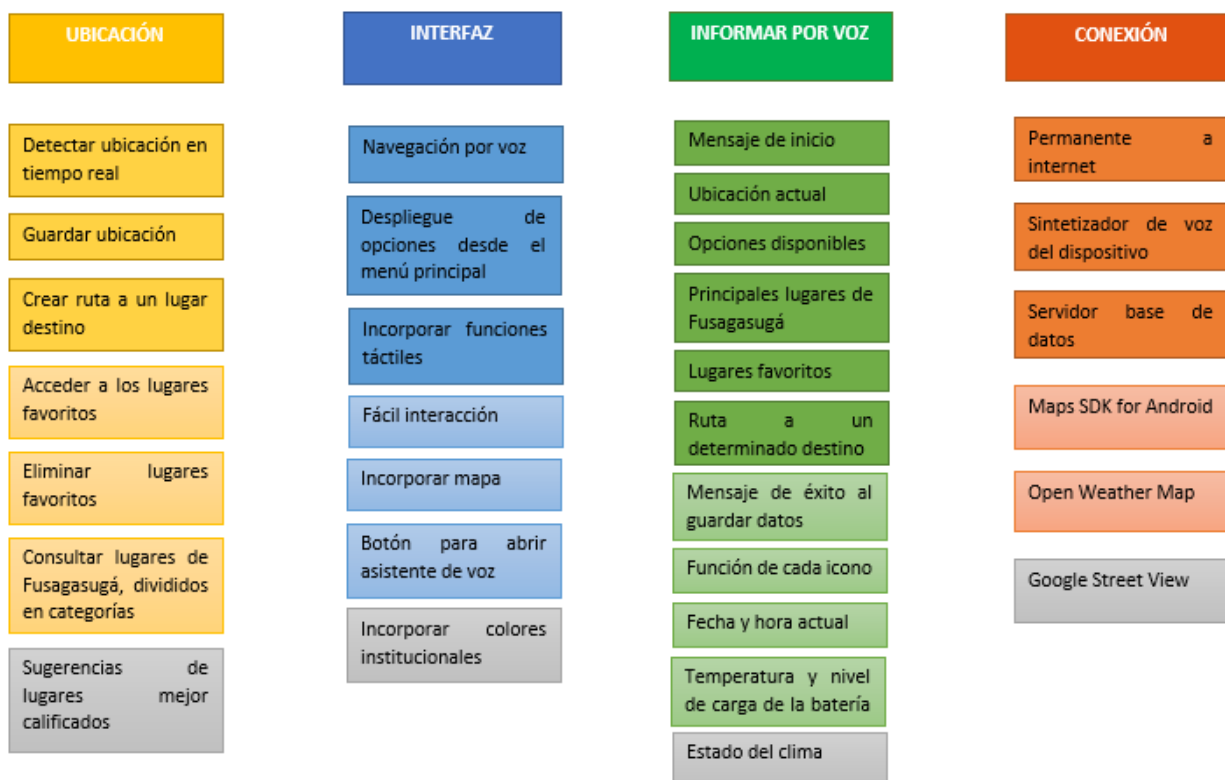 UBICACIÓN
Detectar ubicación en
tiempo real
Guardar ubicación
Crear ruta a un lugar
destino
Acceder a los lugares
favoritos
Eliminar lugares
favoritos
Consultar lugares de
Fusagasugá, divididos
en categorías
Sugerencias de
lugares mejor
calificados
INTERFAZ
Navegación por voz
Despliegue de
opciones desde el
menú principal
Incorporar funciones
táctiles
Fácil interacción
Incorporar mapa
Botón para abrir
asistente de voz
Incorporar colores
institucionales
INFORMAR POR VOZ
Mensaje de inicio
Ubicación actual
Opciones disponibles
Principales lugares de
Fusagasugá
Lugares favoritos
Ruta a un
determinado destino
Mensaje de éxito al
guardar datos
Función de cada icono
Fecha y hora actual
Temperatura y nivel
de carga de la batería
Estado del clima
CONEXIÓN
Permanente a
internet
Sintetizador de voz
del dispositivo
Servidor base de
datos
Maps SDK for Android
Open Weather Map
Google Street View